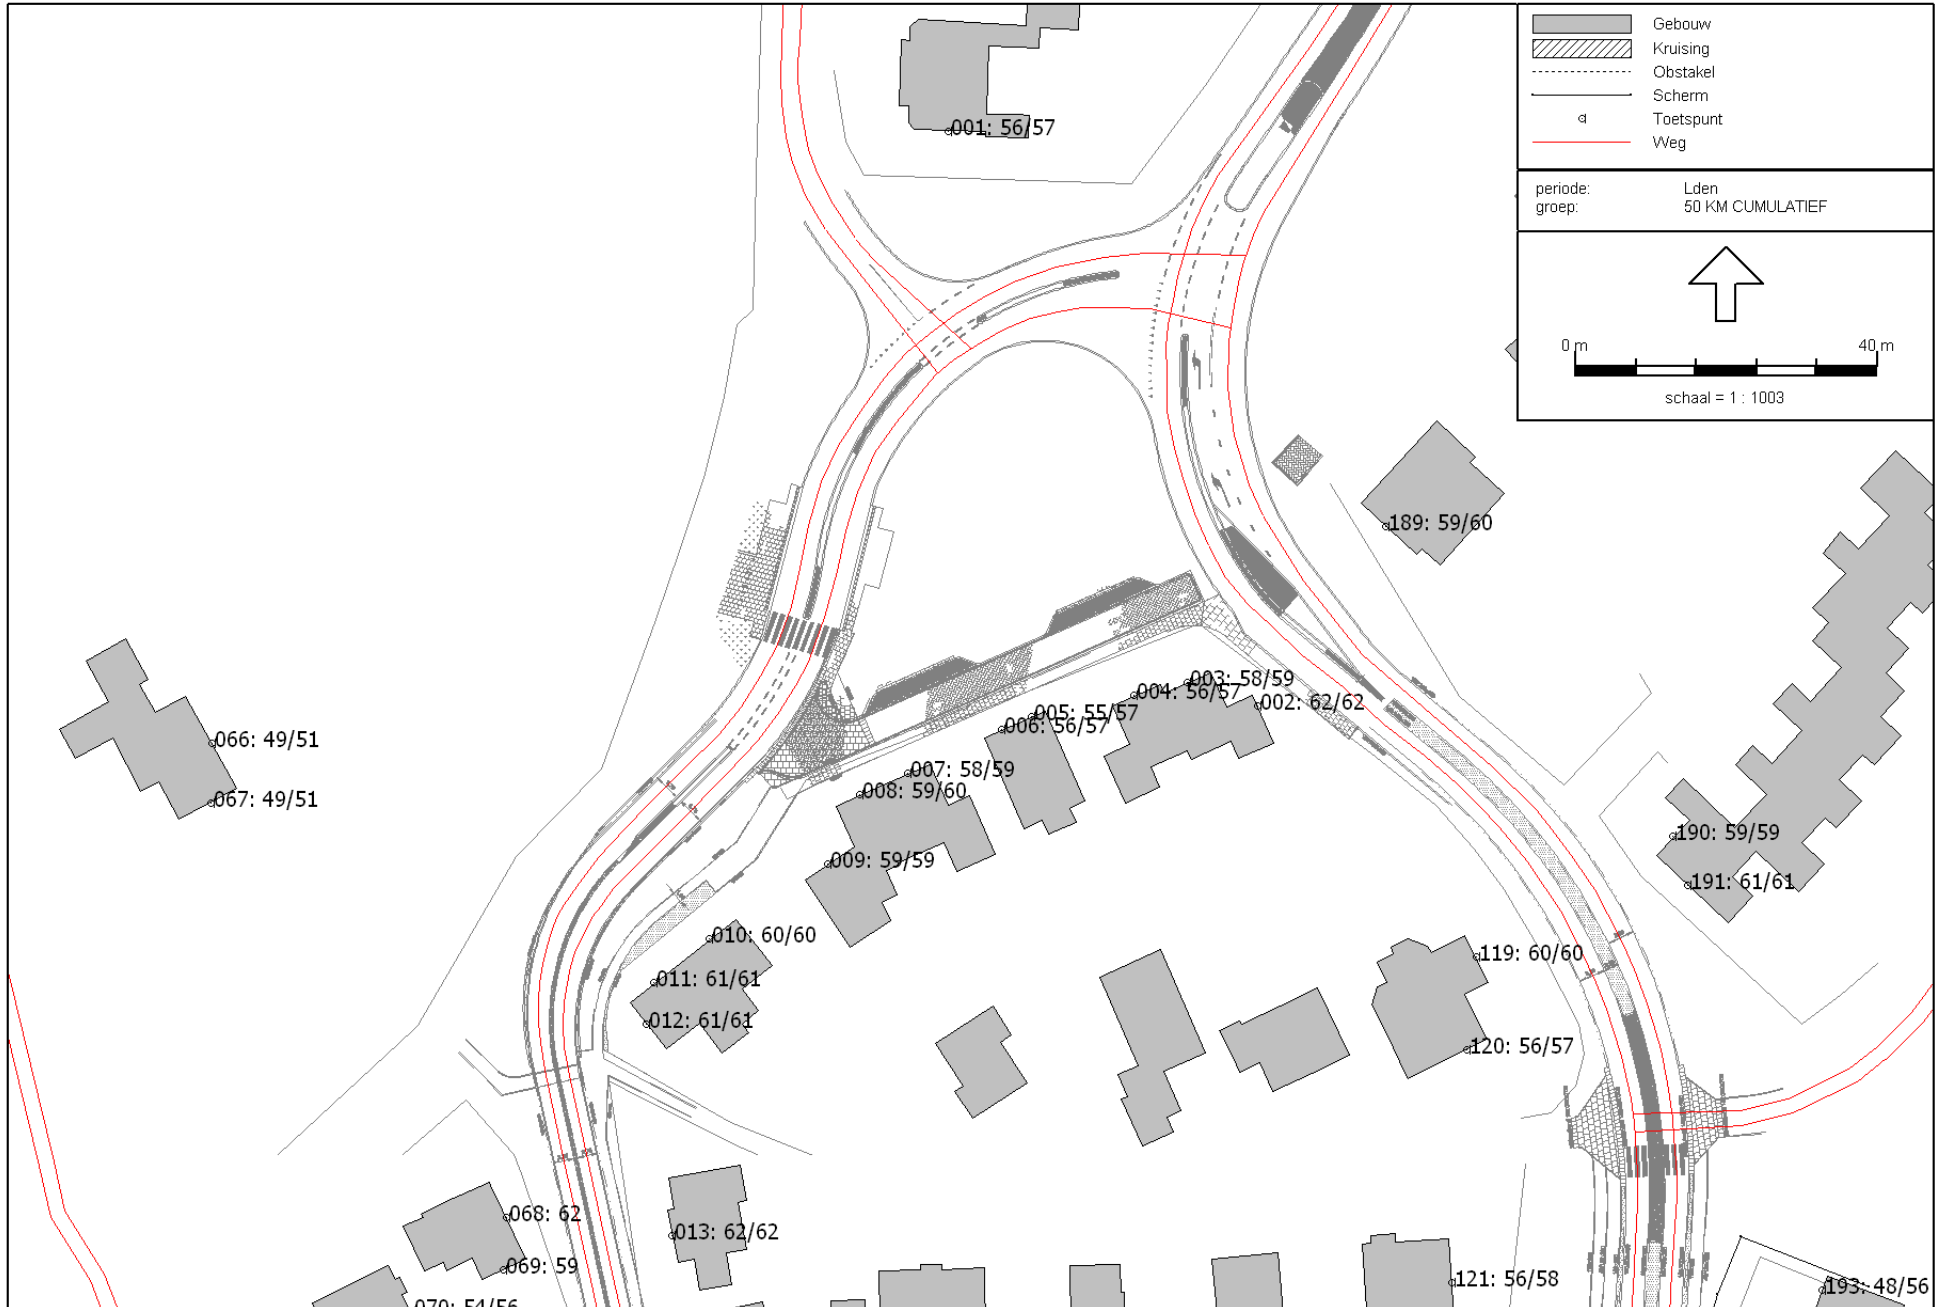 Gebouw
Kruising
Obstakel
Scherm
Toetspunt
Weg
periode: Lden
groep: 50 KM CUMULATIEF
0 m 40 m
schaal = 1 : 1003
001: 56/57
189: 59/60
003: 58/59
004: 56/57
002: 62/62
005: 55/57
006: 56/57
066: 49/51
007: 58/59
008: 59/60
067: 49/51
190: 59/59
009: 59/59
191: 61/61
010: 60/60
119: 60/60
011: 61/61
012: 61/61
120: 56/57
068: 62
013: 62/62
069: 59
121: 56/58
193: 48/56
070: 54/56